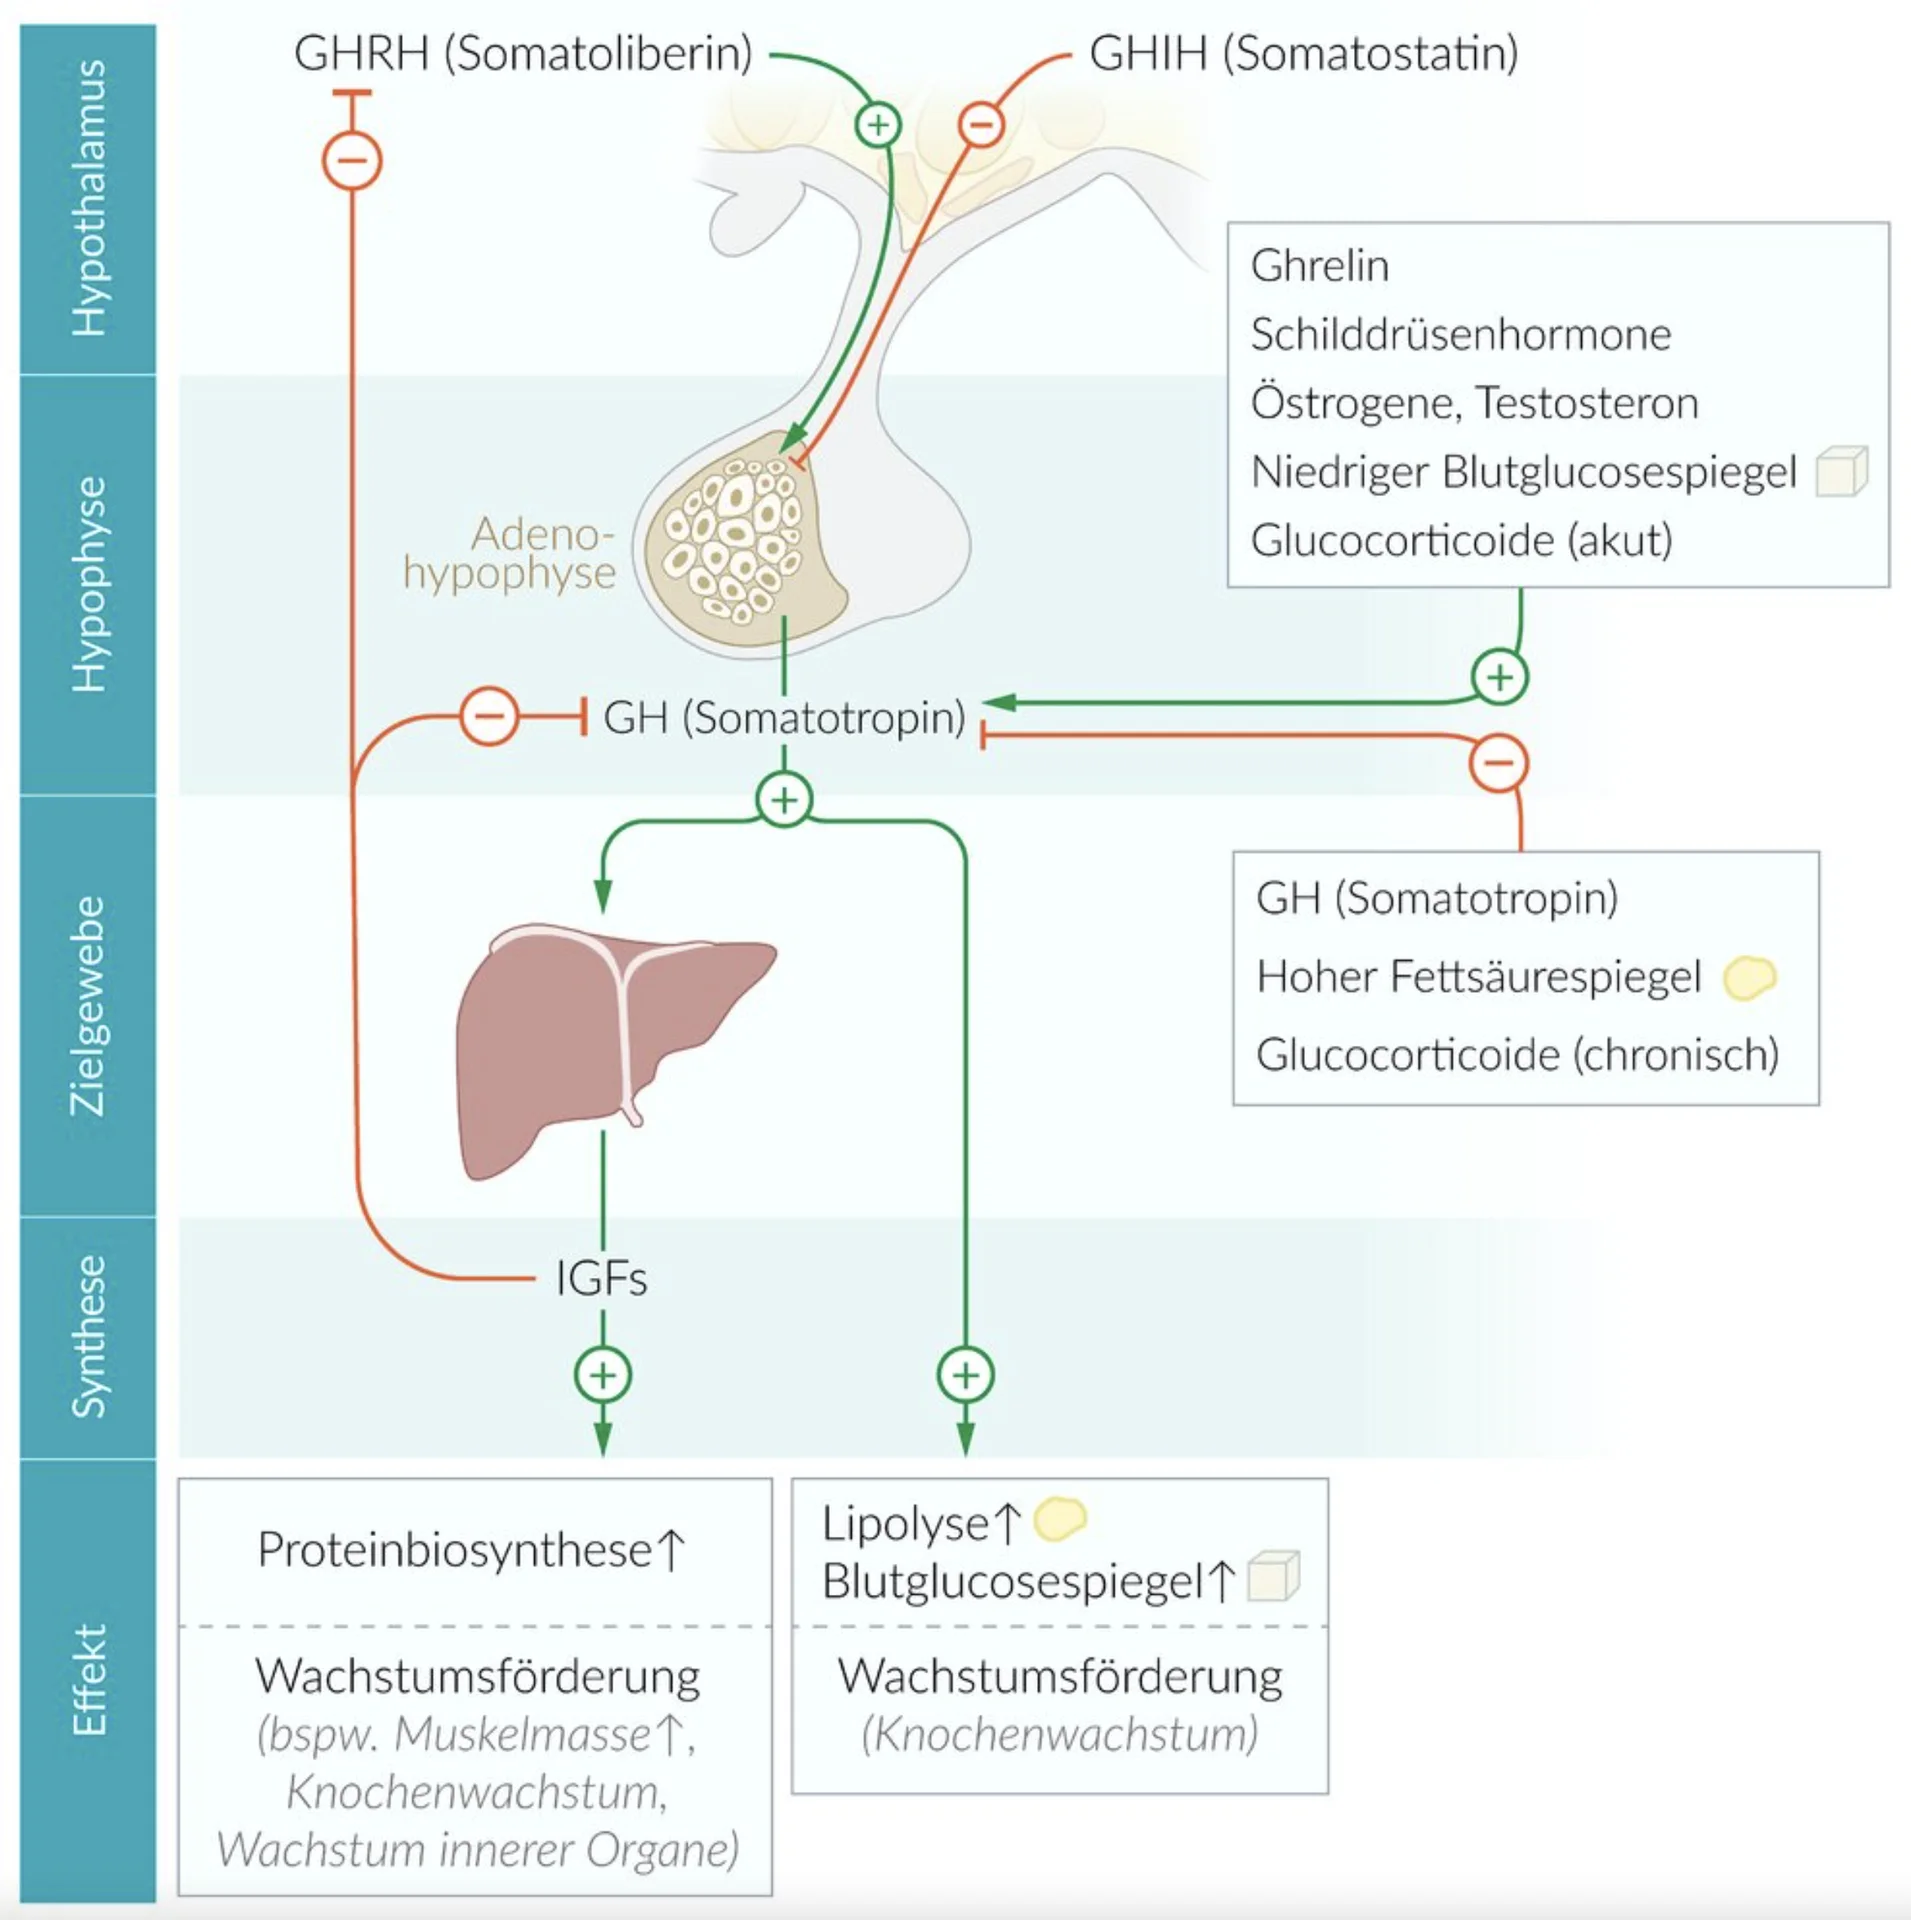 Hypothalamus
GHRH (Somatoliberin)
+
−
GHIH (Somatostatin)
−
Hypophyse
Adeno-
hypophyse
Ghrelin
Schilddrüsenhormone
Östrogene, Testosteron
Niedriger Blutglucosespiegel
Glucocorticoide (akut)
+
−
GH (Somatotropin)
−
+
Zielgewebe
GH (Somatotropin)
Hoher Fettsäurespiegel
Glucocorticoide (chronisch)
Synthese
IGFs
+
+
Effekt
Proteinbiosynthese↑
Wachstumsförderung
(bspw. Muskelmasse↑,
Knochenwachstum,
Wachstum innerer Organe)
Lipolyse↑
Blutglucosespiegel↑
Wachstumsförderung
(Knochenwachstum)